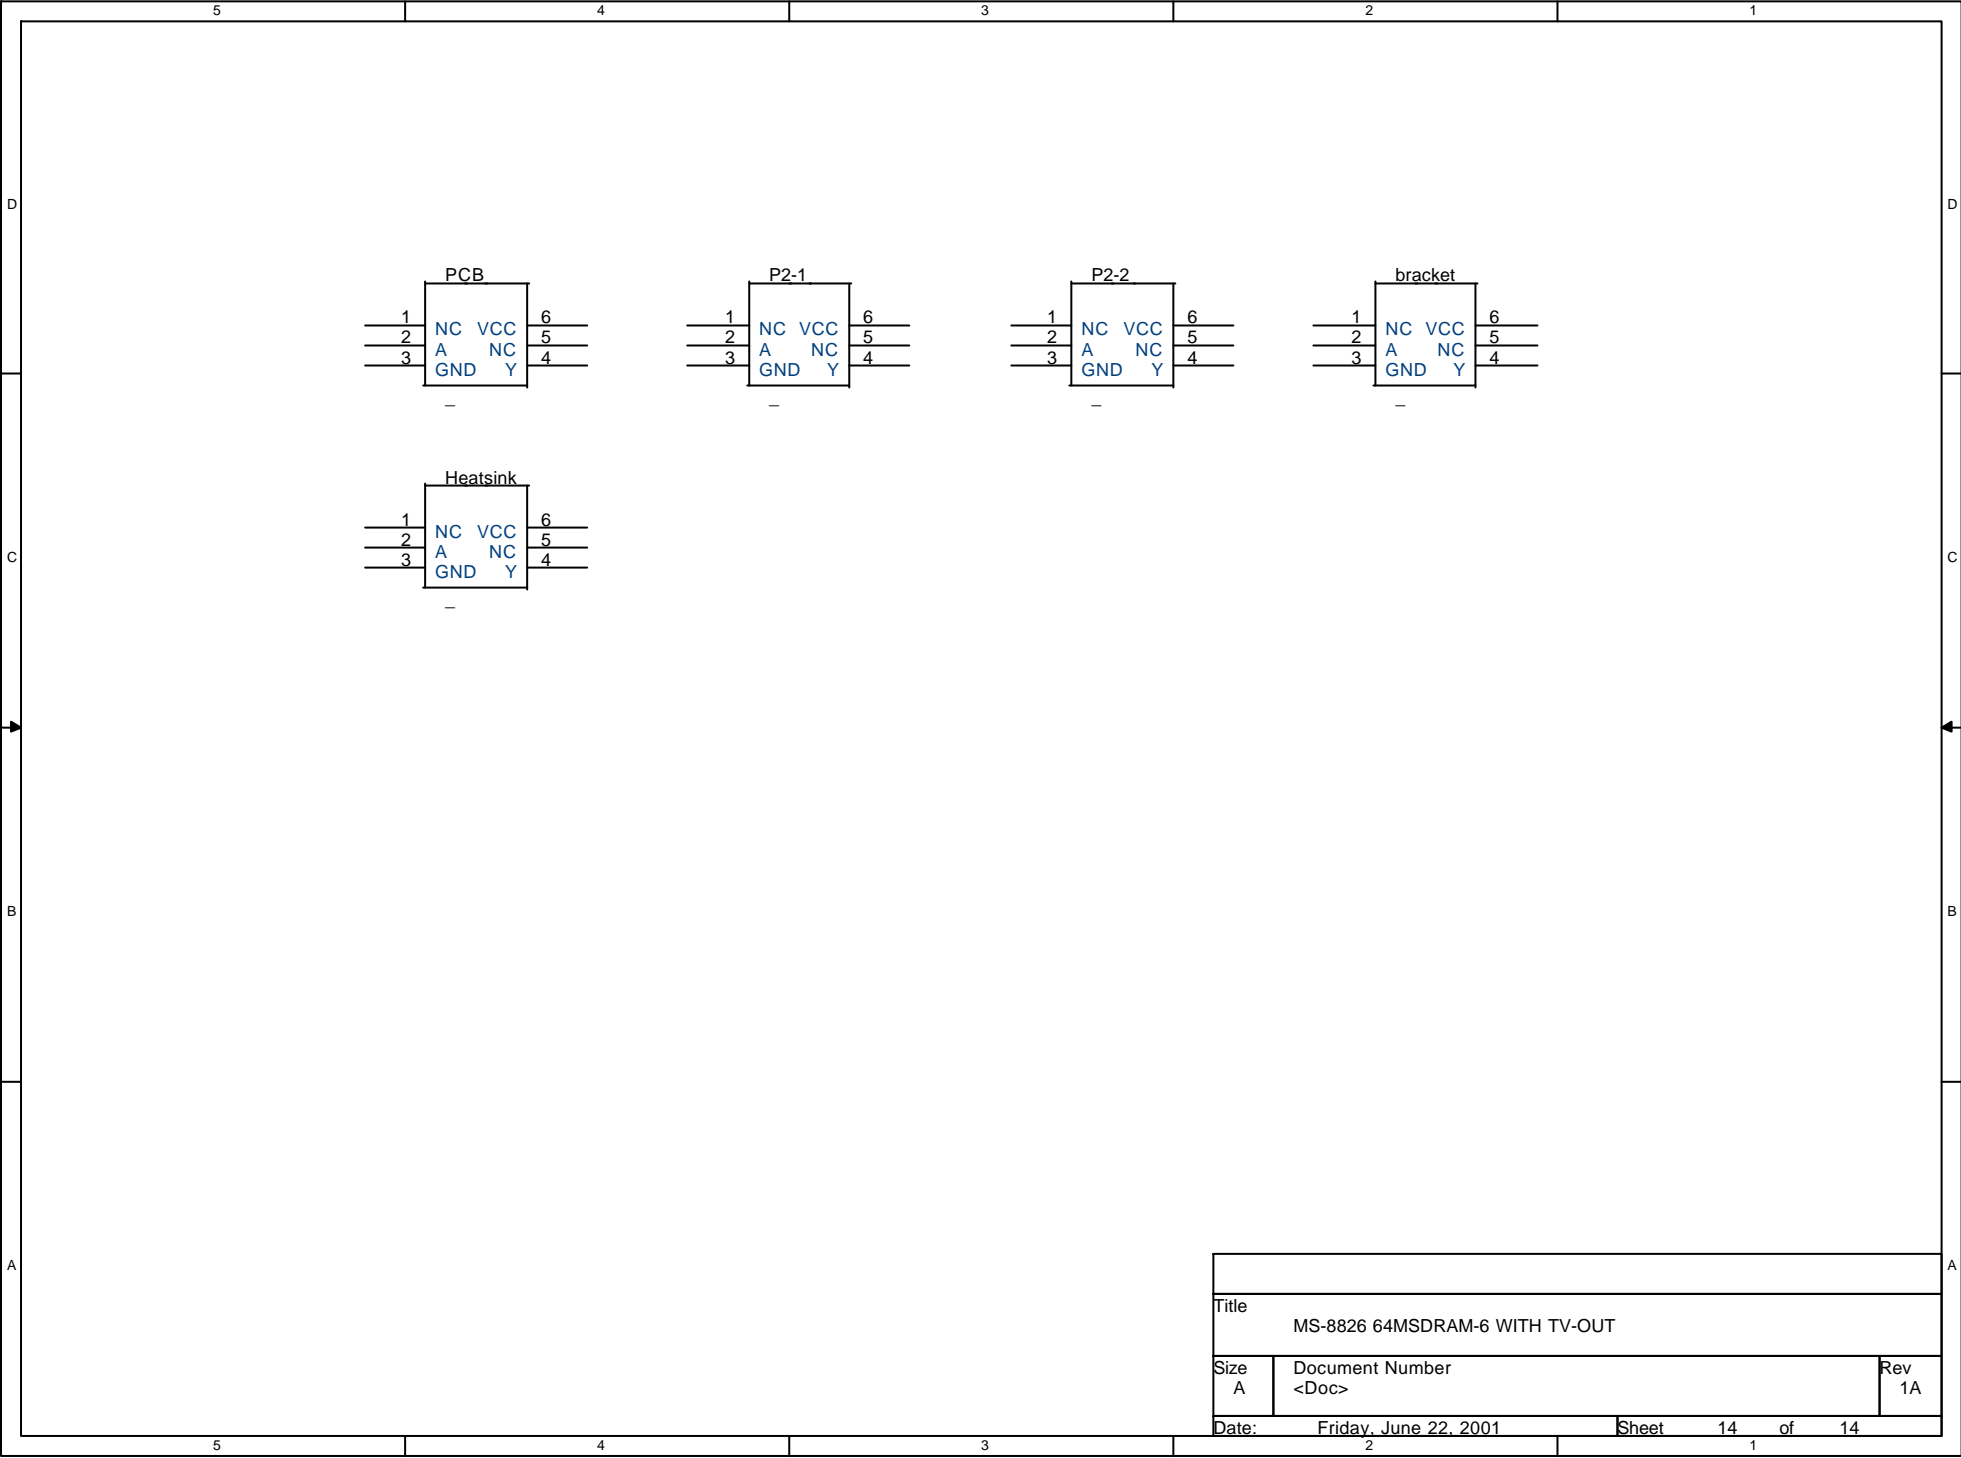 5 4 3 2 1
D D
PCB P2-1 P2-2 bracket
1 NC VCC 6 1 NC VCC 6 1 NC VCC 6 1 NC VCC 6
2 A NC 5 2 A NC 5 2 A NC 5 2 A NC 5
3 GND Y 4 3 GND Y 4 3 GND Y 4 3 GND Y 4
_ _ _ _
Heatsink
1 NC VCC 6
2 A NC 5
3 GND Y 4
_
C C
B B
A A
Title
MS-8826 64MSDRAM-6 WITH TV-OUT
Size Document Number Rev
A <Doc> 1A
Date: Friday, June 22, 2001 Sheet 14 of 14
5 4 3 2 1